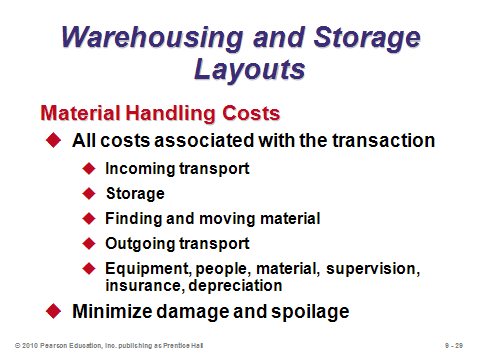 Warehousing and Storage
Layouts
Material Handling Costs
All costs associated with the transaction
Incoming transport
Storage
Finding and moving material
Outgoing transport
Equipment, people, material, supervision,
insurance, depreciation
Minimize damage and spoilage
© 2010 Pearson Education, Inc. publishing as Prentice Hall
9 - 29